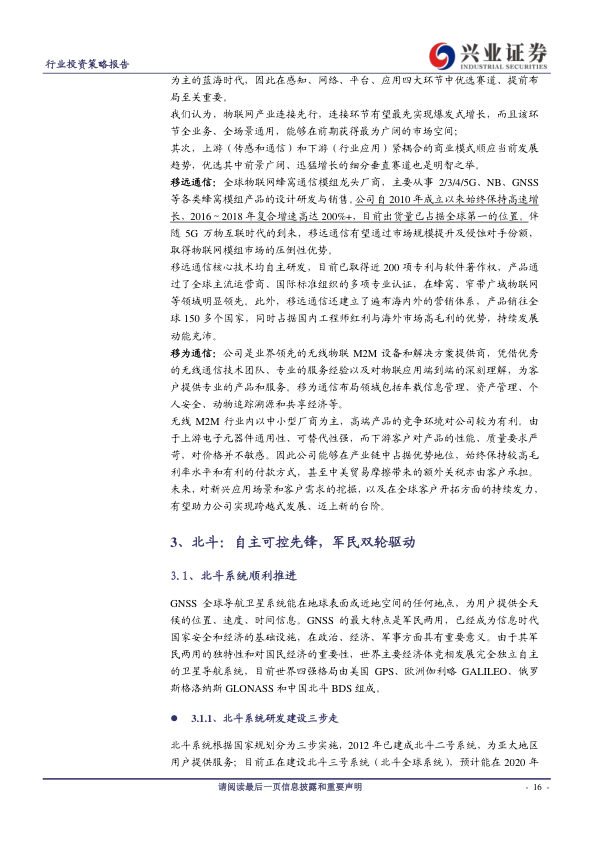 行业投资策略报告
兴业证券
INDUSTRIAL SECURITIES
为主的蓝海时代，因此在感知、网络、平台、应用四大环节中优选赛道、提前布
局至关重要。
我们认为，物联网产业连接先行，连接环节有望最先实现爆发式增长，而且该环
节全业务、全场景通用，能够在前期获得最为广阔的市场空间；
其次，上游（传感和通信）和下游（行业应用）紧耦合的商业模式顺应当前发展
趋势，优选其中前景广阔、迅猛增长的细分垂直赛道也是明智之举。
移远通信：全球物联网蜂窝通信模组龙头厂商，主要从事 2/3/4/5G、NB、GNSS
等各类蜂窝模组产品的设计研发与销售。公司自 2010 年成立以来始终保持高速增
长，2016～2018 年复合增速高达 200%+，目前出货量已占据全球第一的位置。伴
随 5G 万物互联时代的到来，移远通信有望通过市场规模提升及侵蚀对手份额，
取得物联网模组市场的压倒性优势。
移远通信核心技术均自主研发，目前已取得近 200 项专利与软件著作权，产品通
过了全球主流运营商、国际标准组织的多项专业认证，在蜂窝、窄带广域物联网
等领域明显领先。此外，移远通信还建立了遍布海内外的营销体系，产品销往全
球 150 多个国家，同时占据国内工程师红利与海外市场高毛利的优势，持续发展
动能充沛。
移为通信：公司是业界领先的无线物联 M2M 设备和解决方案提供商，凭借优秀
的无线通信技术团队、专业的服务经验以及对物联应用端到端的深刻理解，为客
户提供专业的产品和服务。移为通信布局领域包括车载信息管理、资产管理、个
人安全、动物追踪溯源和共享经济等。
无线 M2M 行业内以中小型厂商为主，高端产品的竞争环境对公司较为有利。由
于上游电子元器件通用性、可替代性强，而下游客户对产品的性能、质量要求严
苛，对价格并不敏感。因此公司能够在产业链中占据优势地位，始终保持较高毛
利率水平和有利的付款方式，甚至中美贸易摩擦带来的额外关税亦由客户承担。
未来，对新兴应用场景和客户需求的挖掘，以及在全球客户开拓方面的持续发力，
有望助力公司实现跨越式发展、迈上新的台阶。
3、北斗：自主可控先锋，军民双轮驱动
3.1、北斗系统顺利推进
GNSS 全球导航卫星系统能在地球表面或近地空间的任何地点，为用户提供全天
候的位置、速度、时间信息。GNSS 的最大特点是军民两用，已经成为信息时代
国家安全和经济的基础设施，在政治、经济、军事方面具有重要意义。由于其军
民两用的独特性和对国民经济的重要性，世界主要经济体竞相发展完全独立自主
的卫星导航系统，目前世界四强格局由美国 GPS、欧洲伽利略 GALILEO、俄罗
斯格洛纳斯 GLONASS 和中国北斗 BDS 组成。
● 3.1.1、北斗系统研发建设三步走
北斗系统根据国家规划分为三步实施，2012 年已建成北斗二号系统，为亚太地区
用户提供服务；目前正在建设北斗三号系统（北斗全球系统），预计能在 2020 年
请阅读最后一页信息披露和重要声明
- 16 -